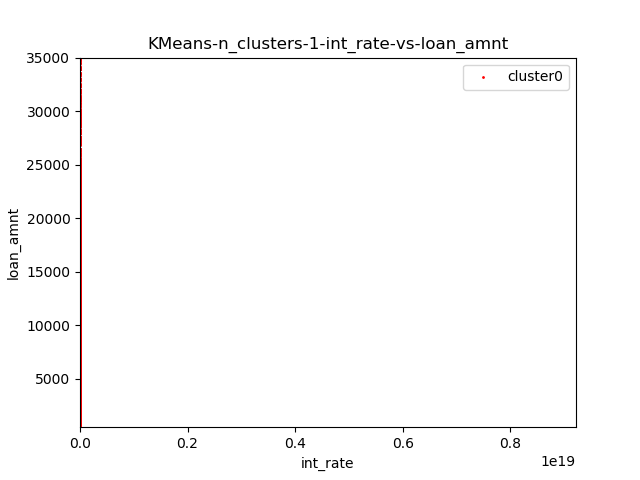 KMeans-n_clusters-1-int_rate-vs-loan_amnt
cluster0
35000
30000
25000
20000
15000
10000
5000
loan_amnt
0.0 0.2 0.4 0.6 0.8
1e19
int_rate